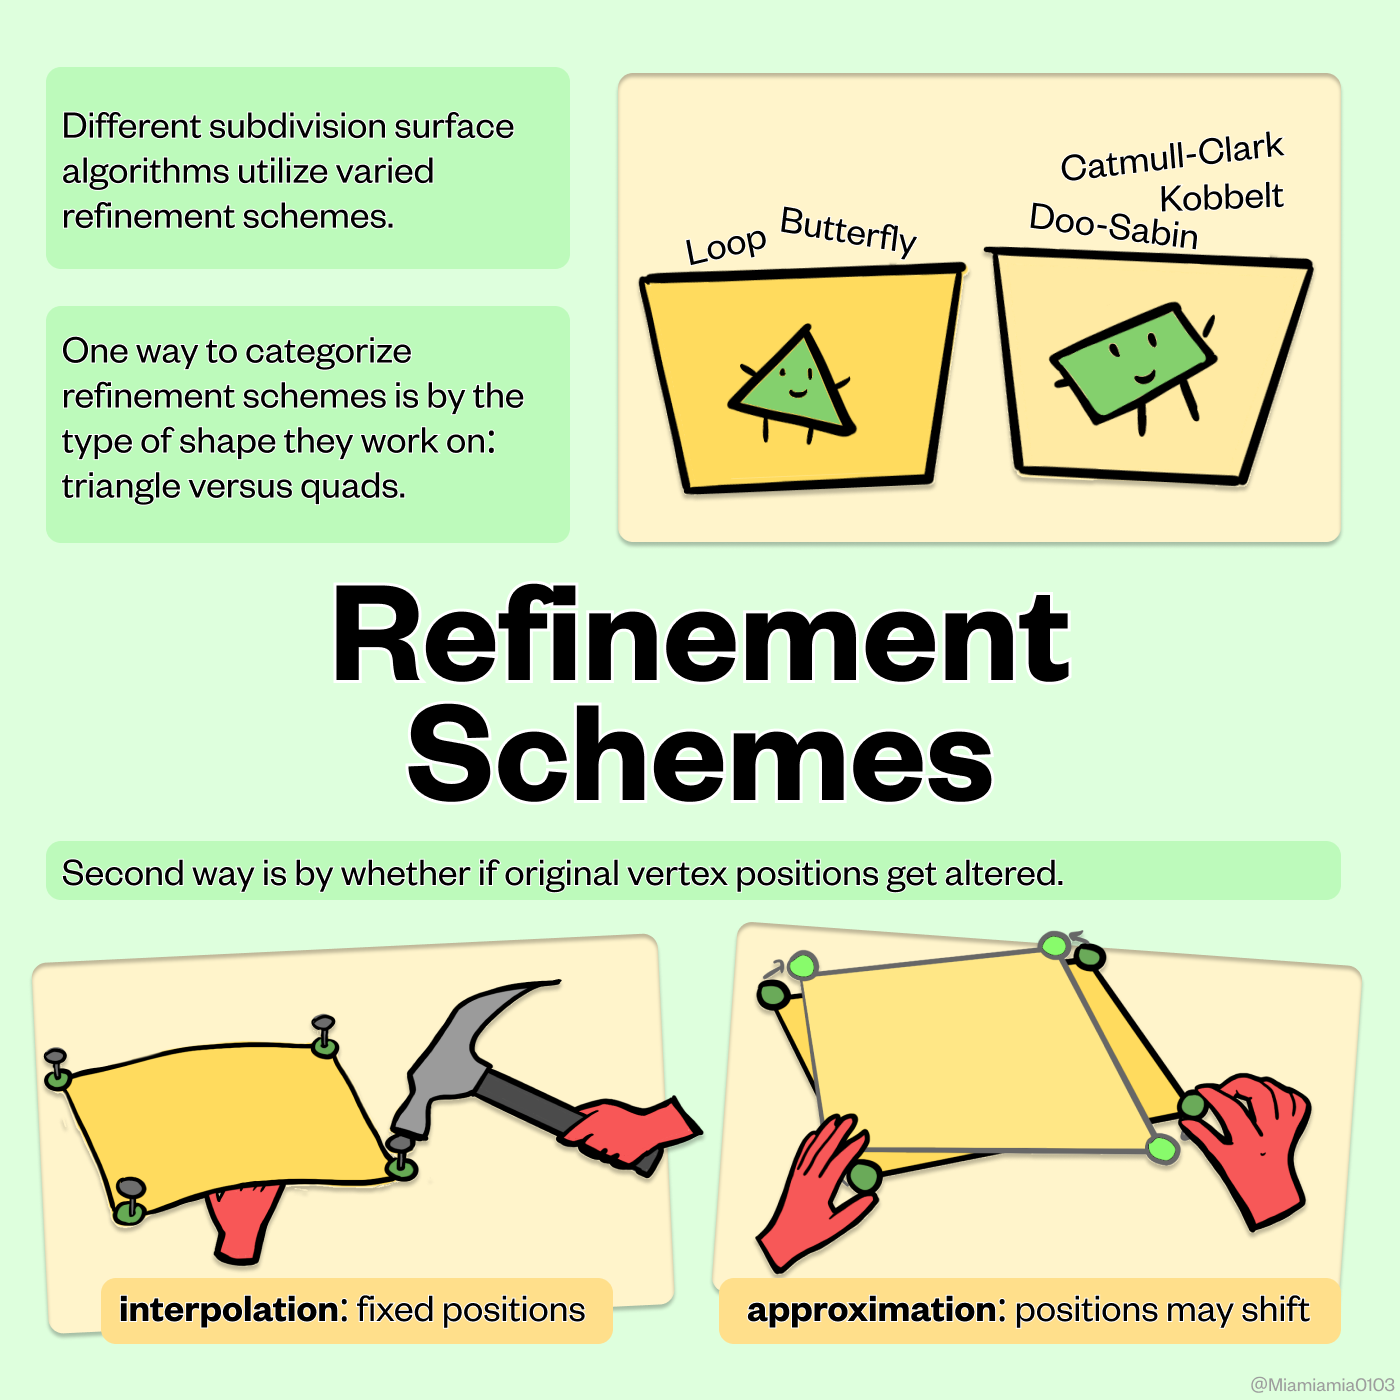 Different subdivision surface
algorithms utilize varied
refinement schemes.
One way to categorize
refinement schemes is by the
type of shape they work on:
triangle versus quads.
Loop
Butterfly
Catmull-Clark
Kobbelt
Doo-Sabin
Refinement
Schemes
Second way is by whether if original vertex positions get altered.
interpolation: fixed positions
approximation: positions may shift
@Miamiamia0103